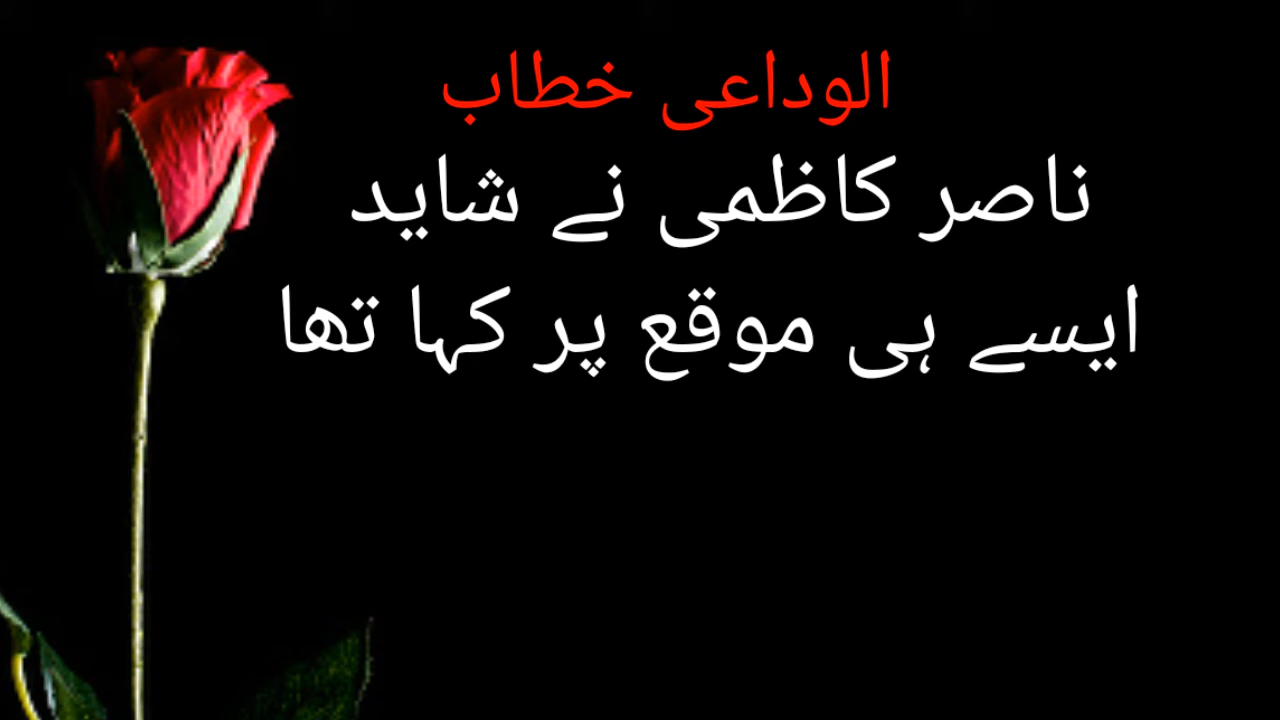 الوداعی خطاب
ناصر کاظمی نے شاید
ایسے ہی موقع پر کہا تھا